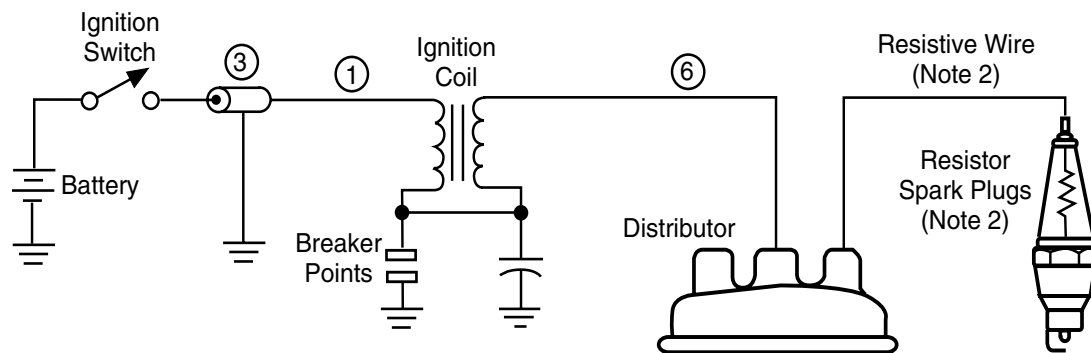 Ignition
Switch
3
1
Ignition
Coil
6
Resistive Wire
(Note 2)
Battery
Breaker
Points
Distributor
Resistor
Spark Plugs
(Note 2)